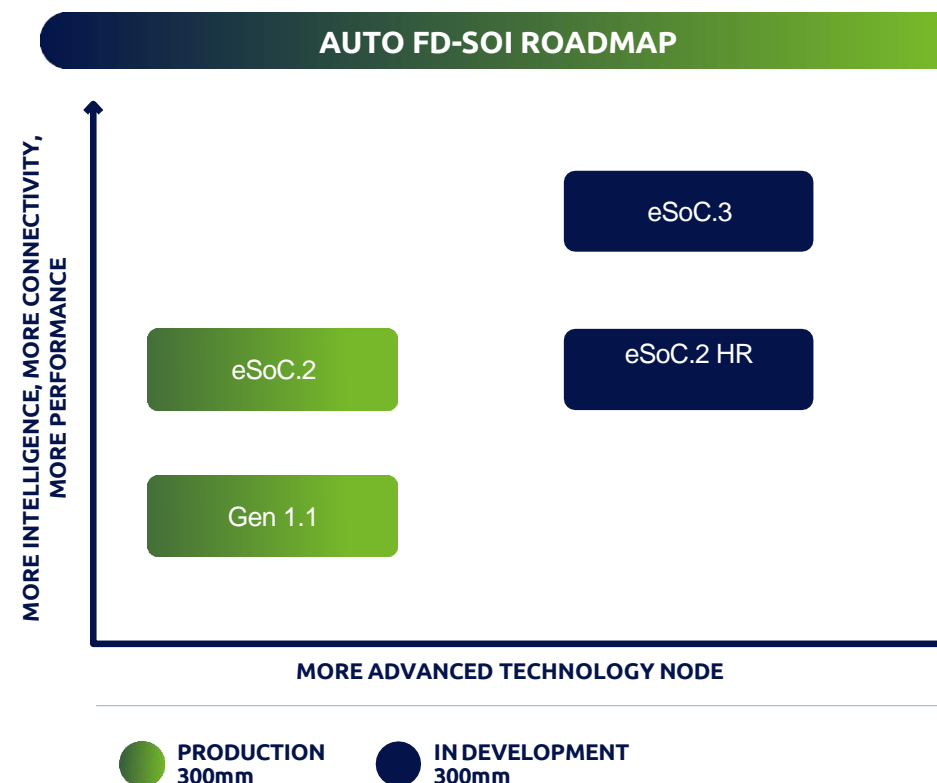 AUTO FD-SOI ROADMAP
MORE INTELLIGENCE, MORE CONNECTIVITY,
MORE PERFORMANCE
eSoC.3
eSoC.2
eSoC.2 HR
Gen 1.1
MORE ADVANCED TECHNOLOGY NODE
PRODUCTION
300mm
IN DEVELOPMENT
300mm